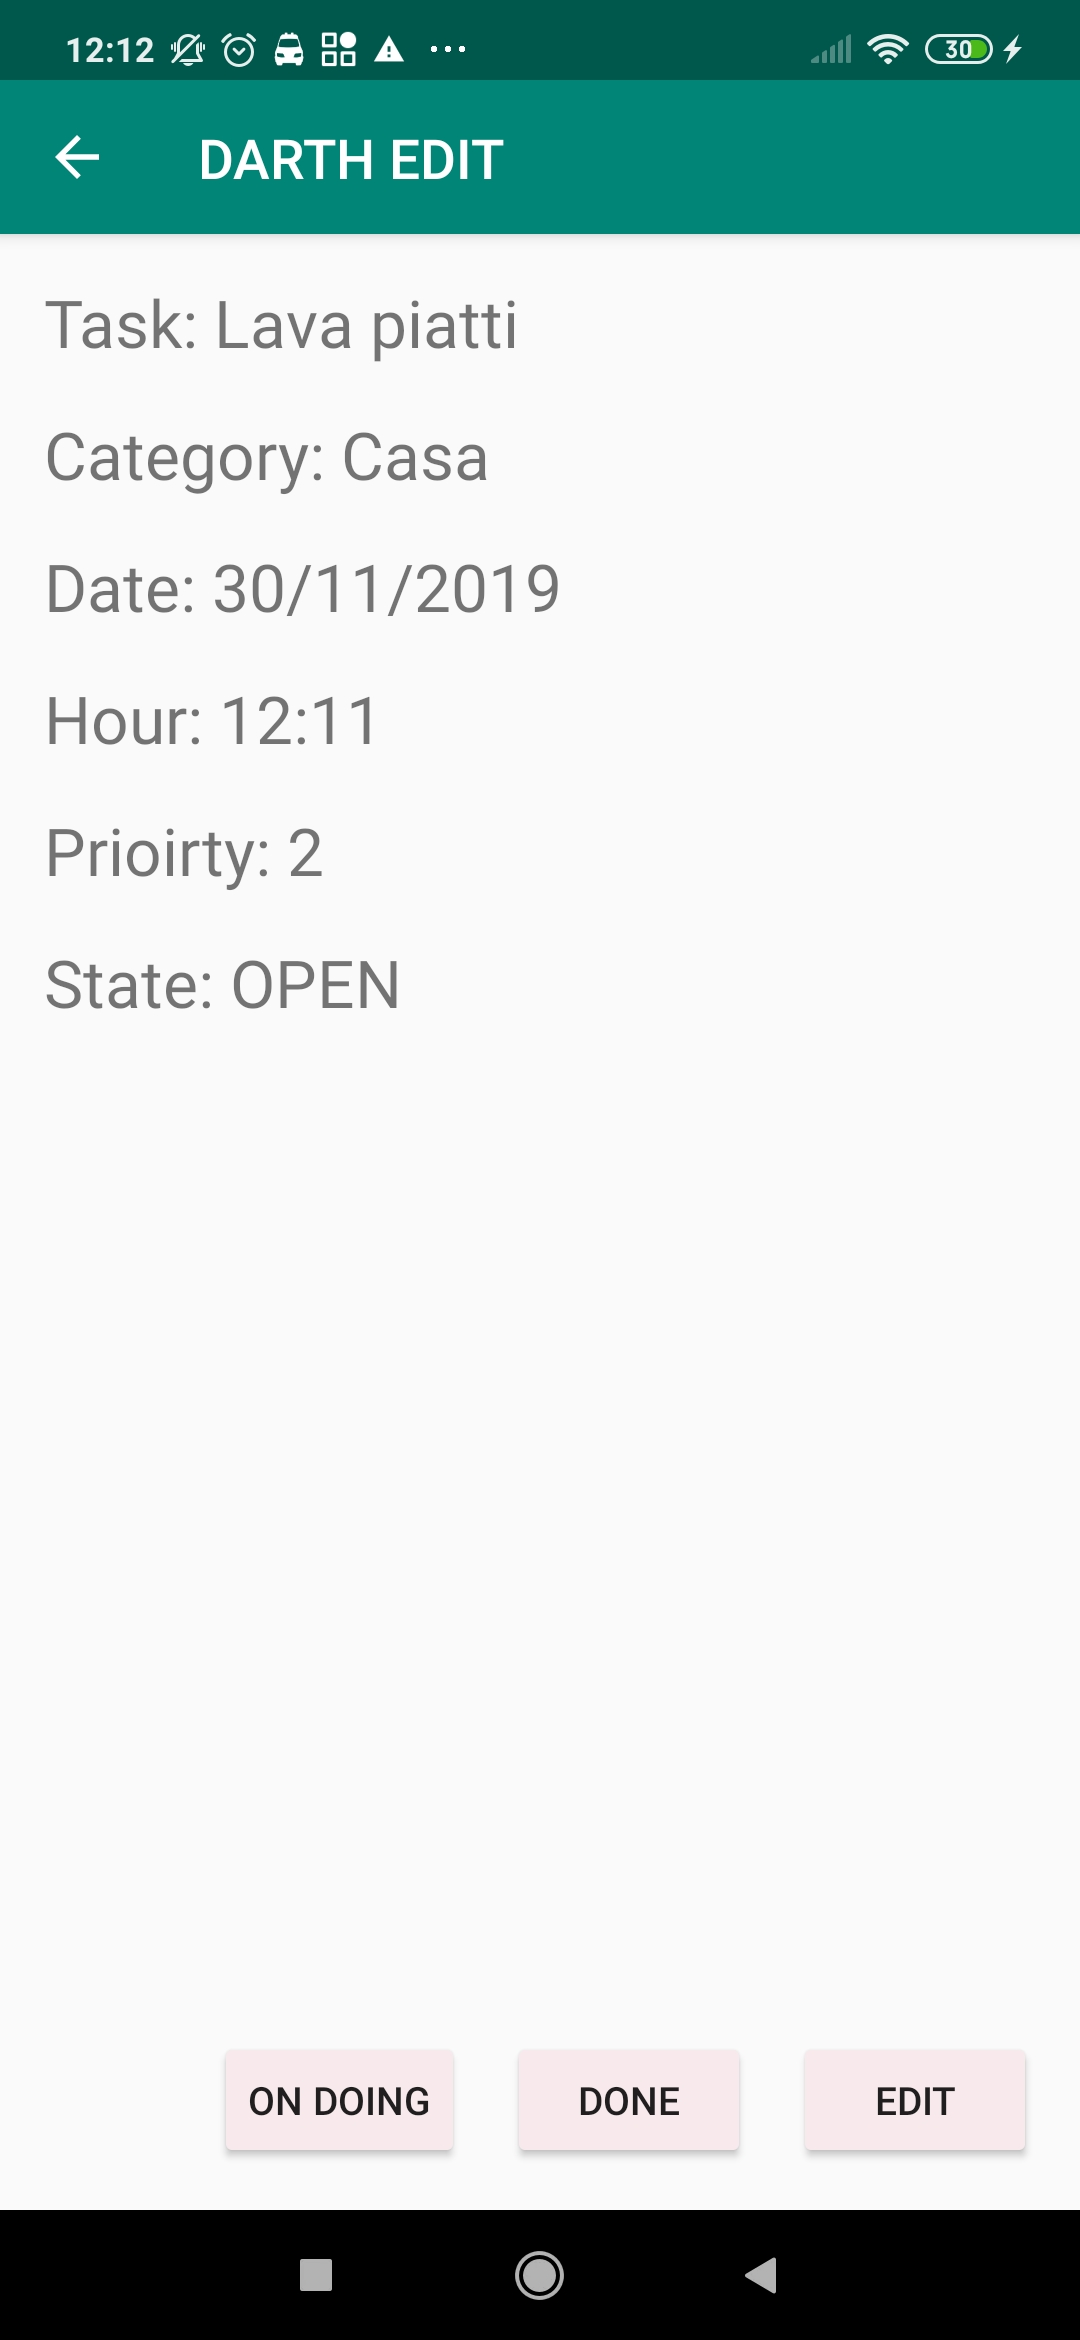 12:12
30
DARTH EDIT
Task: Lava piatti
Category: Casa
Date: 30/11/2019
Hour: 12:11
Prioirty: 2
State: OPEN
ON DOING DONE EDIT